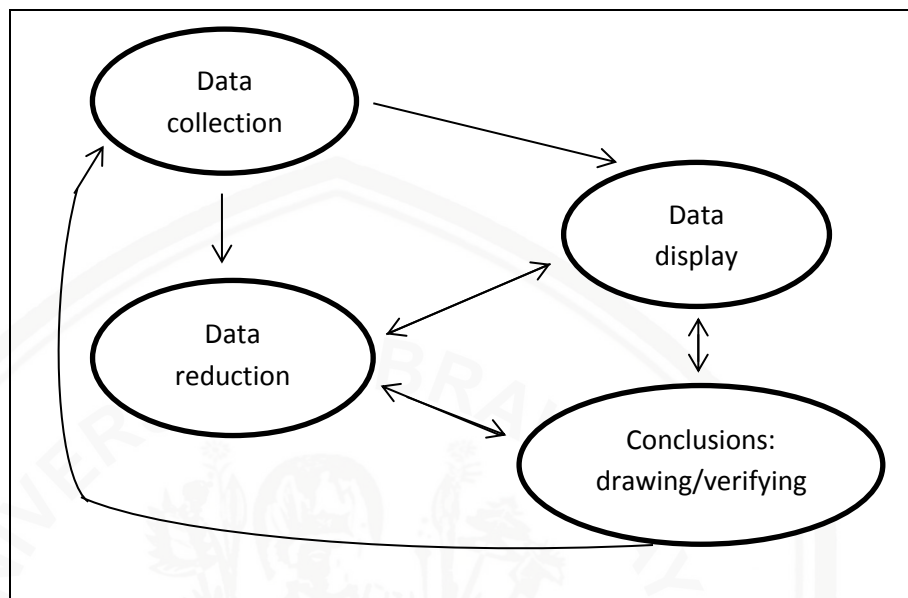 Data
collection
Data
display
Data
reduction
Conclusions:
drawing/verifying